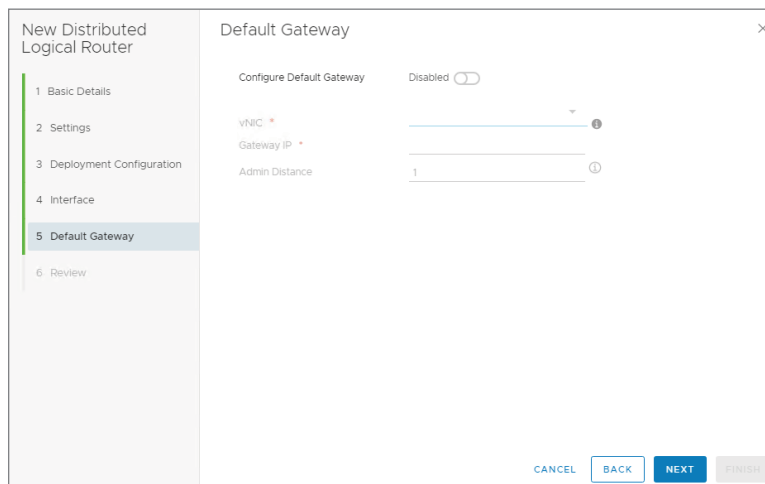 New Distributed
Logical Router
1 Basic Details
2 Settings
3 Deployment Configuration
4 Interface
5 Default Gateway
6 Review
Default Gateway
Configure Default Gateway Disabled
vNIC *
Gateway IP *
Admin Distance 1
CANCEL BACK NEXT FINISH